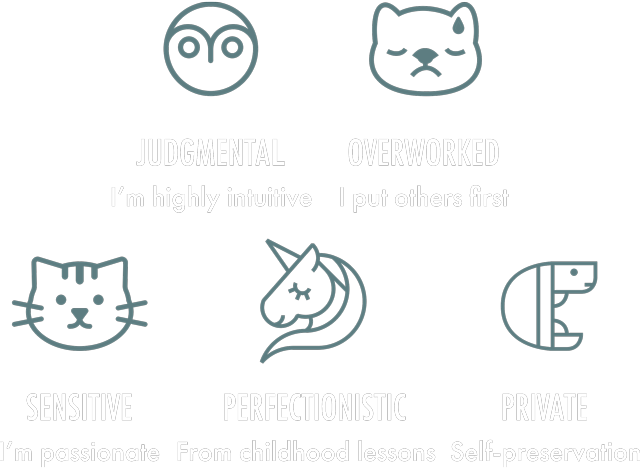 JUDGMENTAL
OVERWORKED
I'm highly intuitive
I put others first
SENSITIVE
PERFECTIONISTIC
PRIVATE
I'm passionate
From childhood lessons
Self-preservation